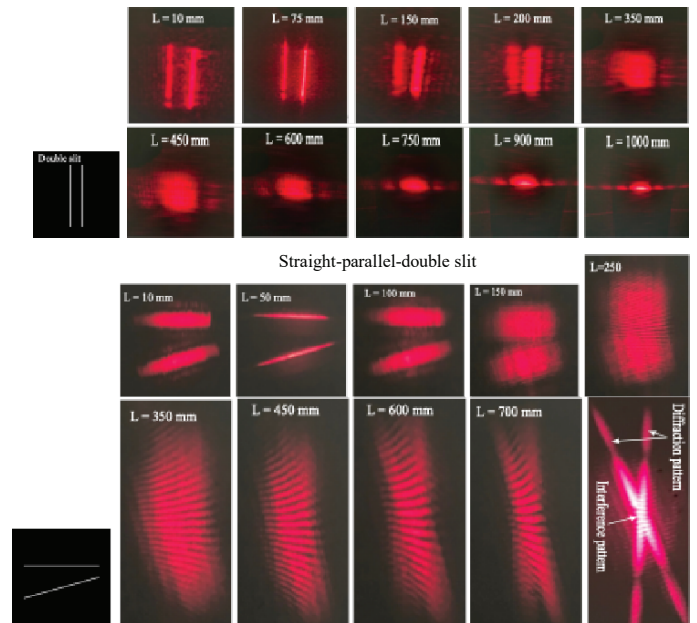 L = 10 mm
L = 75 mm
L = 150 mm
L = 200 mm
L = 350 mm
Double slit
L = 450 mm
L = 600 mm
L = 750 mm
L = 900 mm
L = 1000 mm
Straight-parallel-double slit
L = 10 mm
L = 50 mm
L = 100 mm
L = 150 mm
L=250
L = 350 mm
L = 450 mm
L = 600 mm
L = 700 mm
Diffraction pattern
Interference pattern